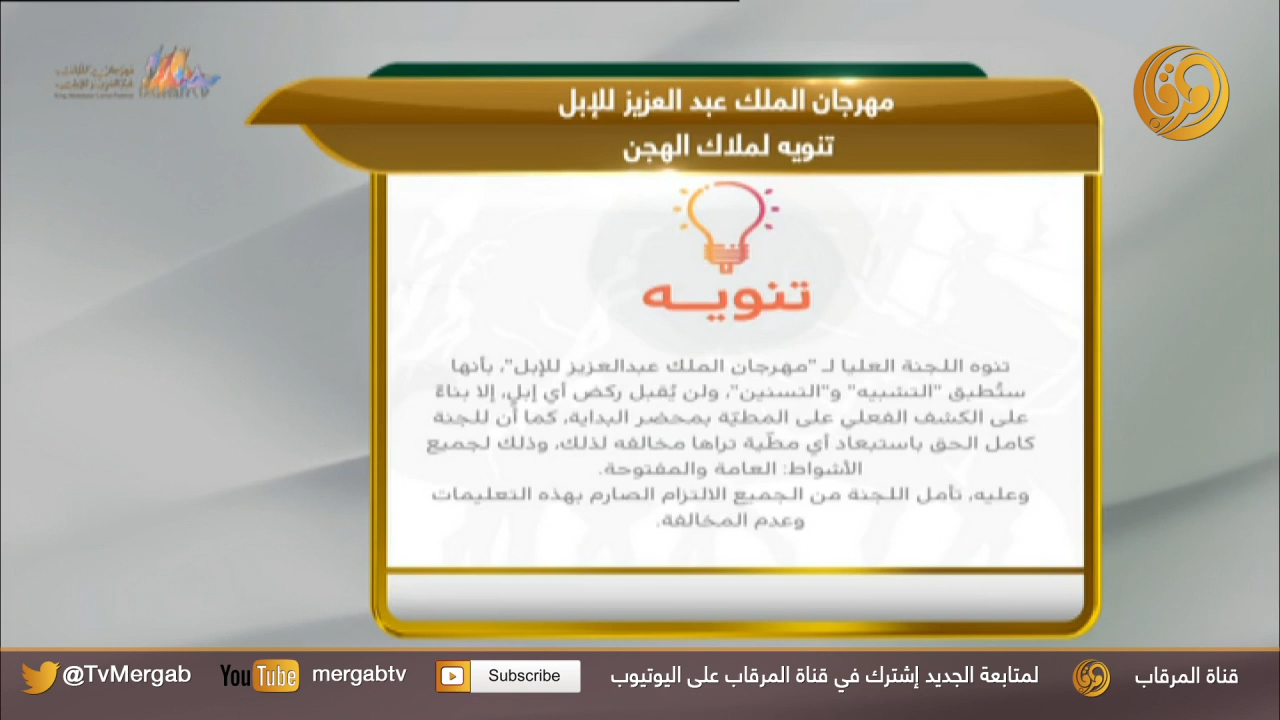 مهرجان الملك عبد العزيز للإبل
تنويه لملاك الهجن
تنويـــه
تنوه اللجنة العليا لـ "مهرجان الملك عبدالعزيز للإبل"، بأنها
ستُطبق "التشبيه" و"التسنين"، ولن يُقبل ركض أي إبل، إلا بناءً
على الكشف الفعلي على المطيّة بمحضر البداية، كما أن للجنة
كامل الحق باستبعاد أي مطّية تراها مخالفه لذلك، وذلك لجميع
الأشواط: العامة والمفتوحة.
وعليه، تأمل اللجنة من الجميع الالتزام الصارم بهذه التعليمات
وعدم المخالفة.
قناة المرقاب
لمتابعة الجديد إشترك في قناة المرقاب على اليوتيوب
Subscribe
mergabtv
YouTube
@TvMergab